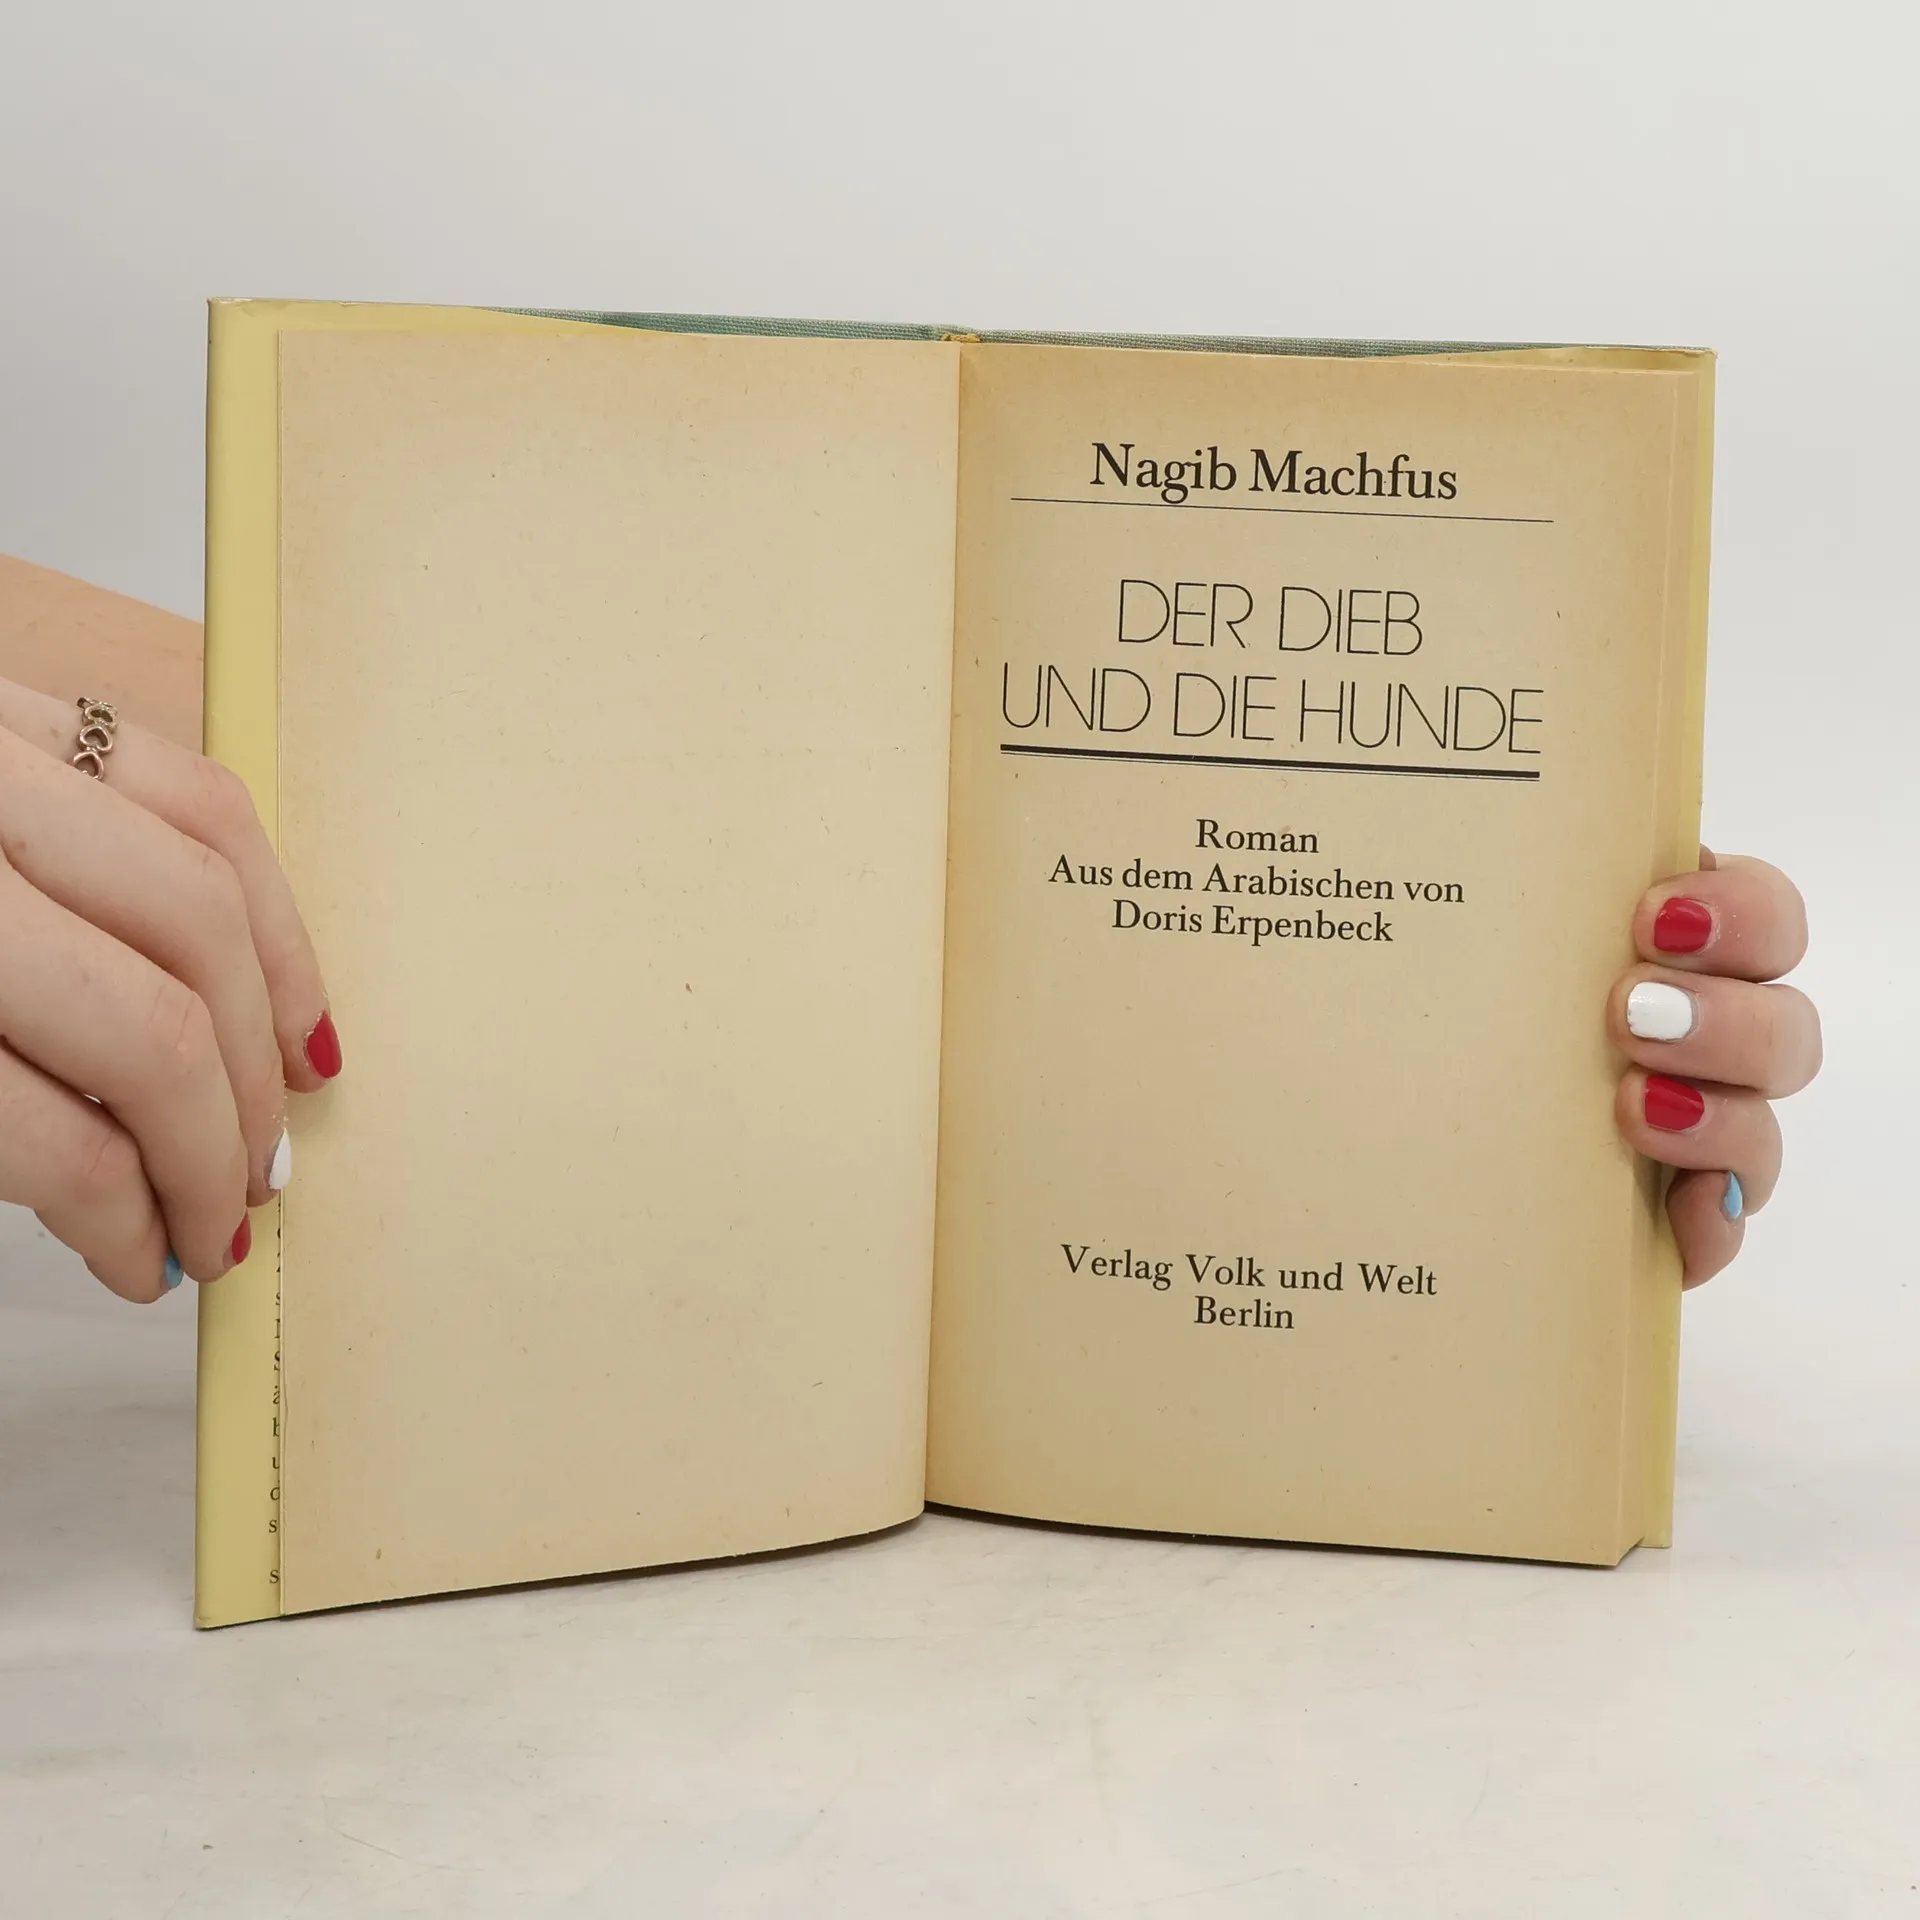 Nagib Machfus
DER DIEB
UND DIE HUNDE
Roman
Aus dem Arabischen von
Doris Erpenbeck
Verlag Volk und Welt
Berlin